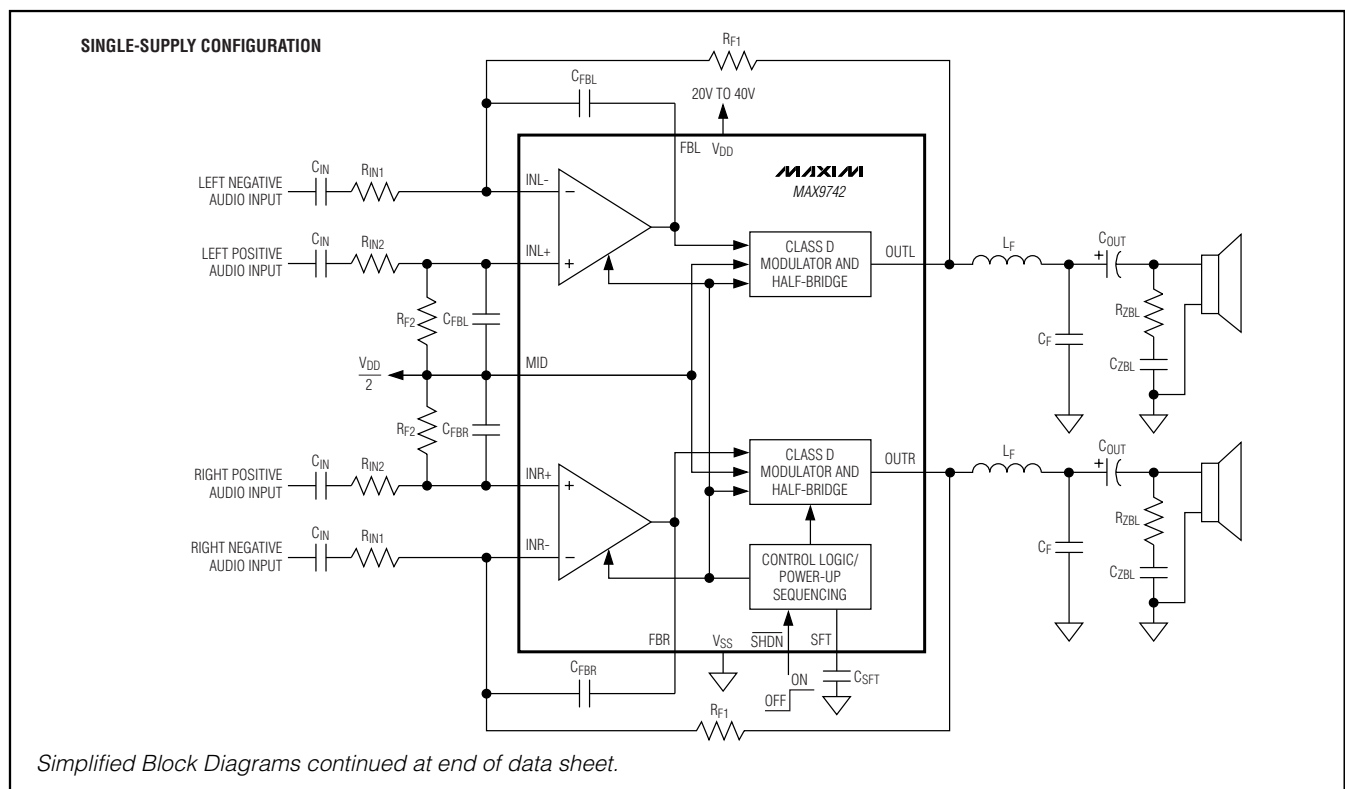 SINGLE-SUPPLY CONFIGURATION
RF1
CFBL
20V TO 40V
FBL
VDD
MAXIM
MAX9742
LEFT NEGATIVE
AUDIO INPUT
CIN
RIN1
INL-
−
LEFT POSITIVE
AUDIO INPUT
CIN
RIN2
INL+
+
CLASS D
MODULATOR AND
HALF-BRIDGE
OUTL
LF
COUT
+
RF2
CFBL
RZBL
CF
CZBL
VDD
2
MID
RF2
CFBR
RIGHT POSITIVE
AUDIO INPUT
CIN
RIN2
INR+
+
CLASS D
MODULATOR AND
HALF-BRIDGE
OUTR
LF
COUT
+
RIGHT NEGATIVE
AUDIO INPUT
CIN
RIN1
INR-
−
CONTROL LOGIC/
POWER-UP
SEQUENCING
RZBL
CF
CZBL
FBR
VSS
SHDN
SFT
CFBR
ON
OFF
CSFT
RF1
Simplified Block Diagrams continued at end of data sheet.